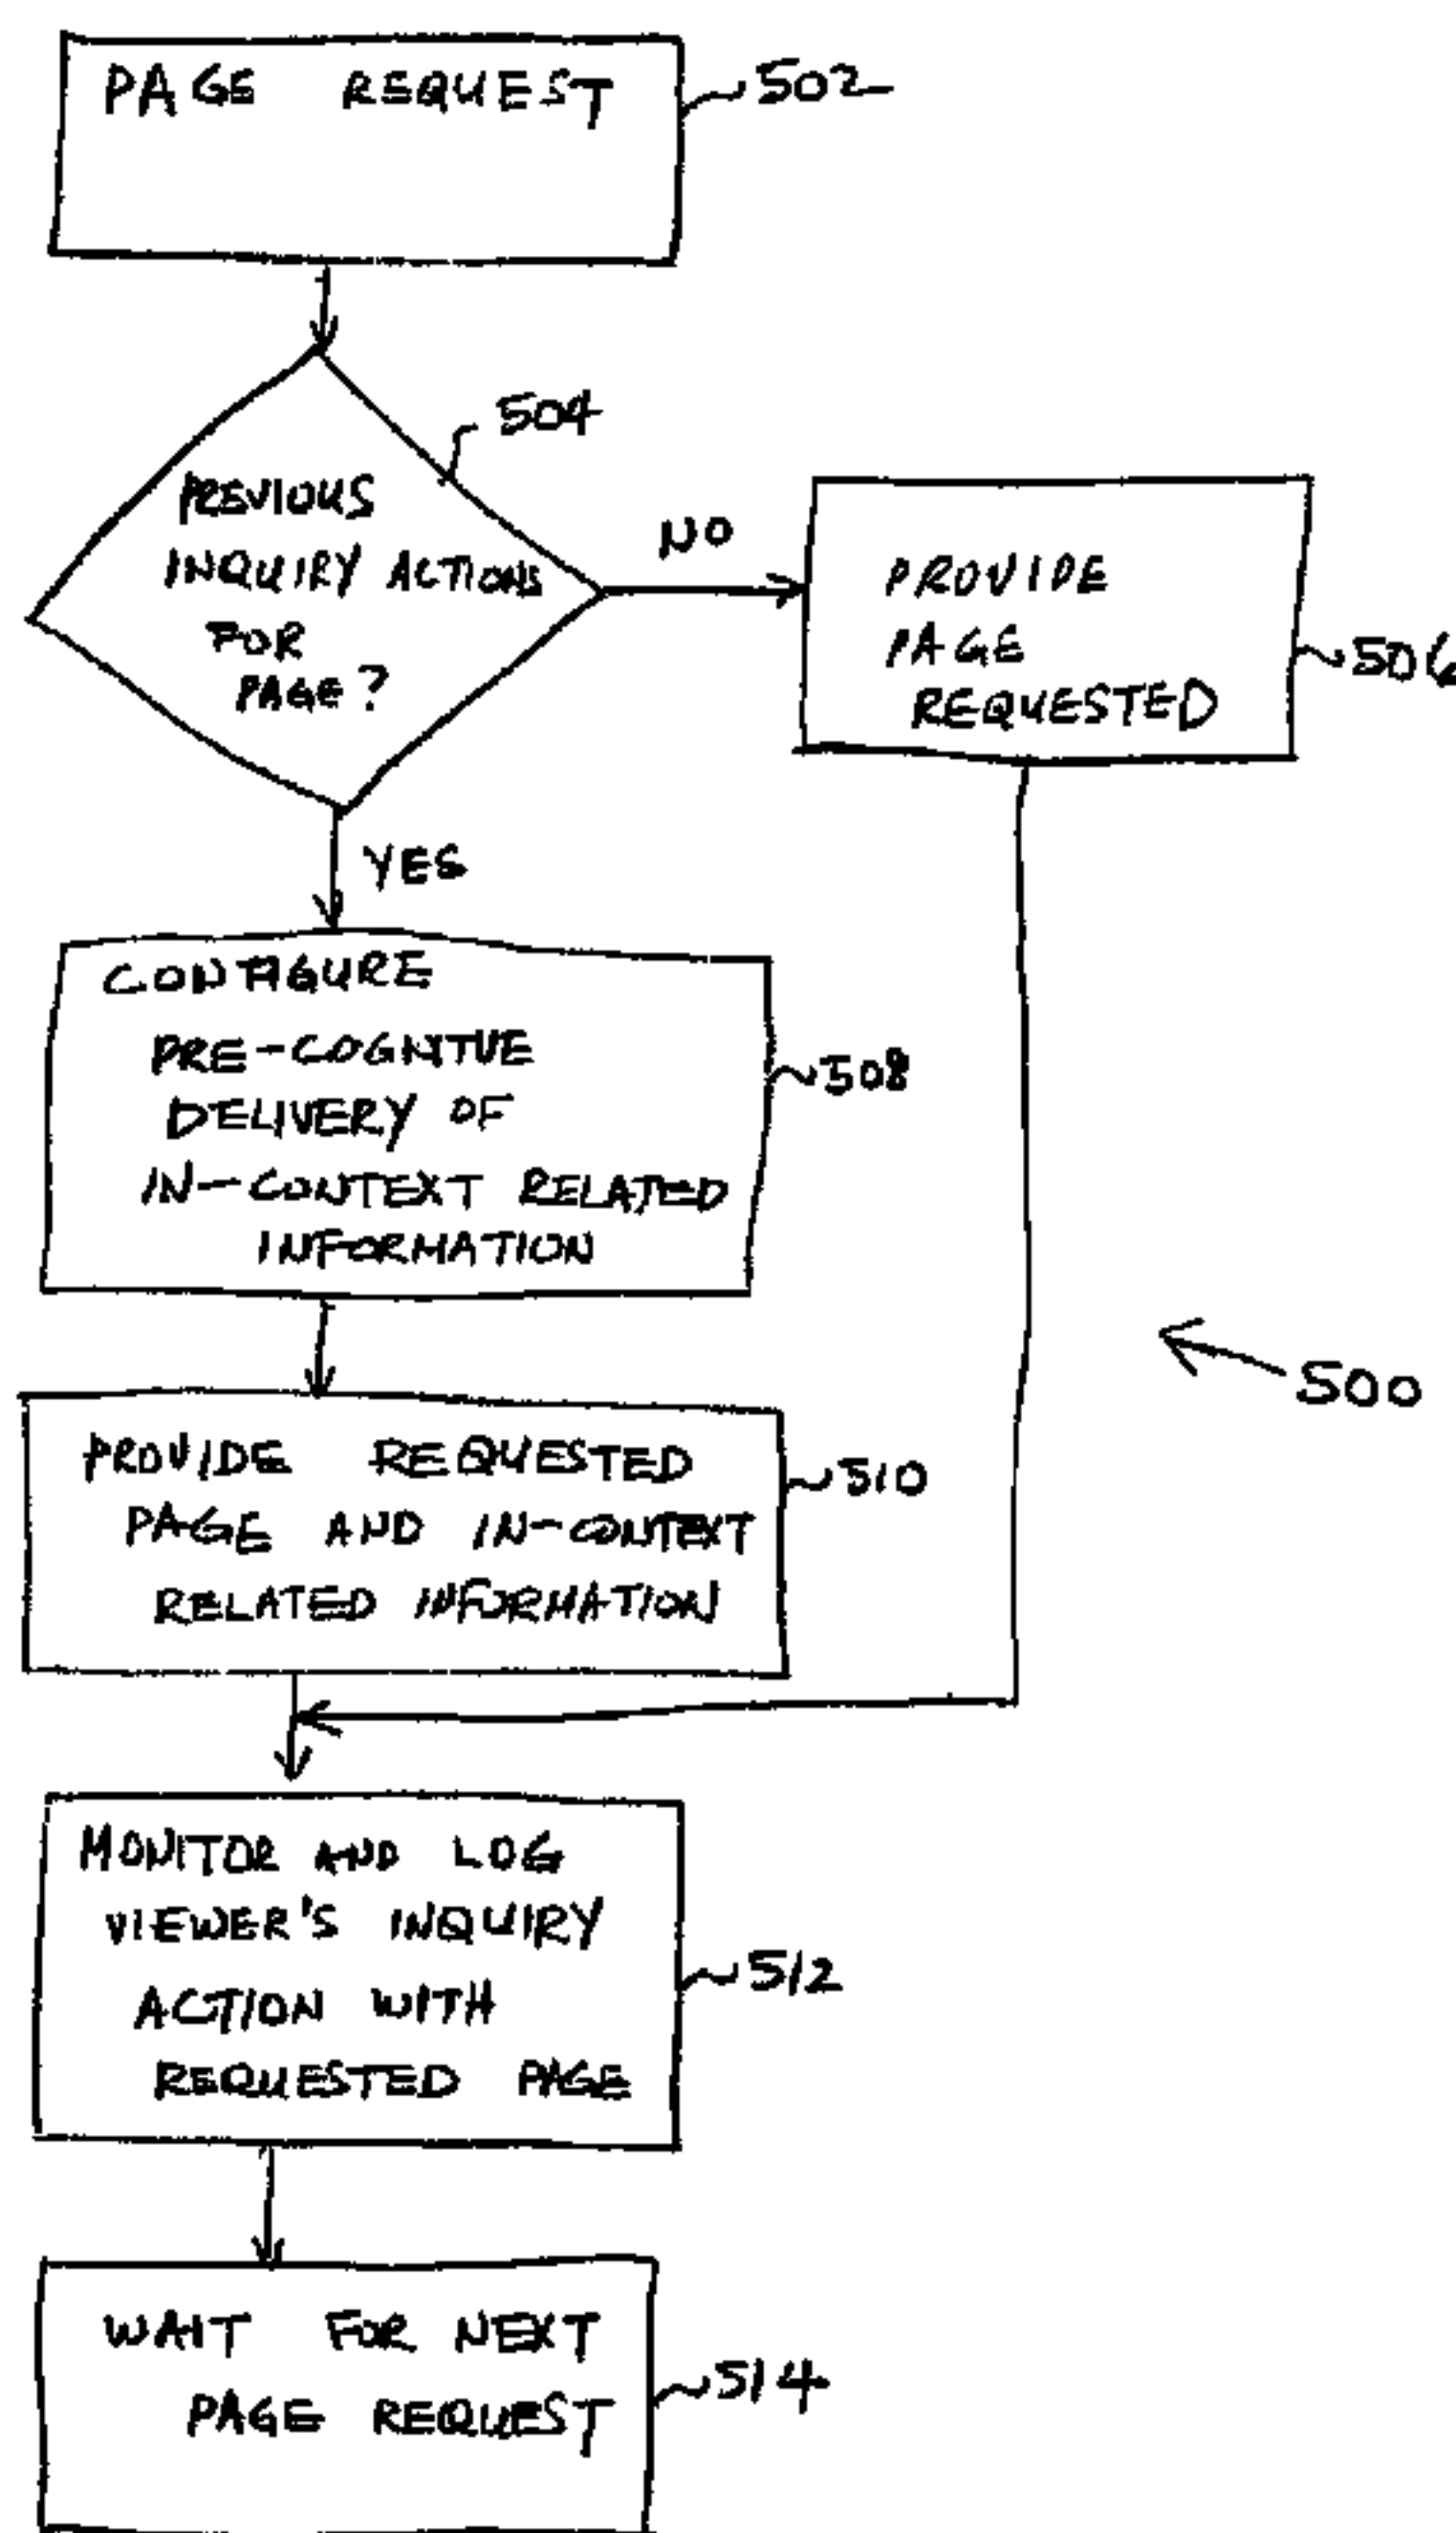 PAGE REQUEST
502
504
PREVIOUS
INQUIRY ACTIONS
FOR
PAGE?
NO
PROVIDE
PAGE
REQUESTED
506
YES
CONFIGURE
PRE-COGNITIVE
DELIVERY OF
IN-CONTEXT RELATED
INFORMATION
508
500
PROVIDE REQUESTED
PAGE AND IN-CONTEXT
RELATED INFORMATION
510
MONITOR AND LOG
VIEWER'S INQUIRY
ACTION WITH
REQUESTED PAGE
512
WAIT FOR NEXT
PAGE REQUEST
514